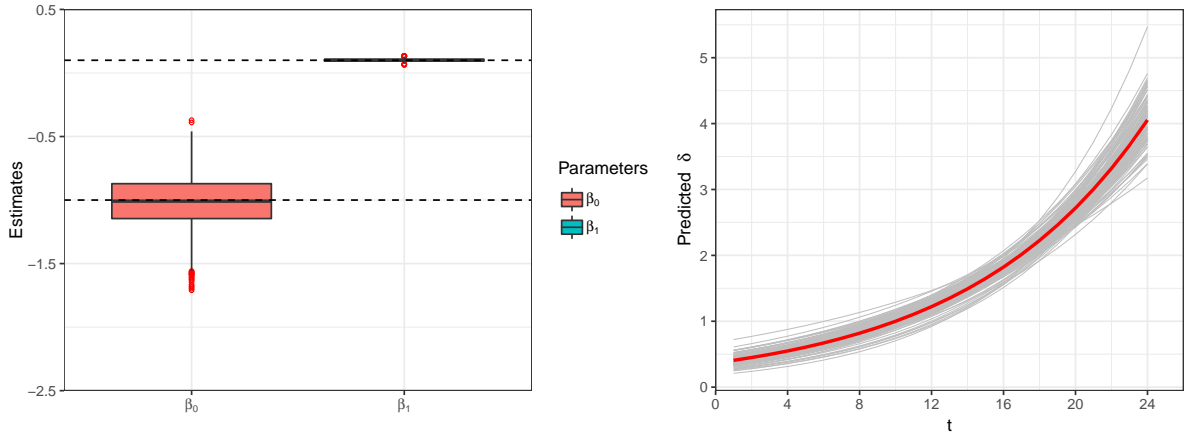 0.5
−0.5
−1.5
−2.5
Estimates
β₀
β₁
Parameters
β₀
β₁
5
4
3
2
1
0
Predicted δ
0 4 8 12 16 20 24
t